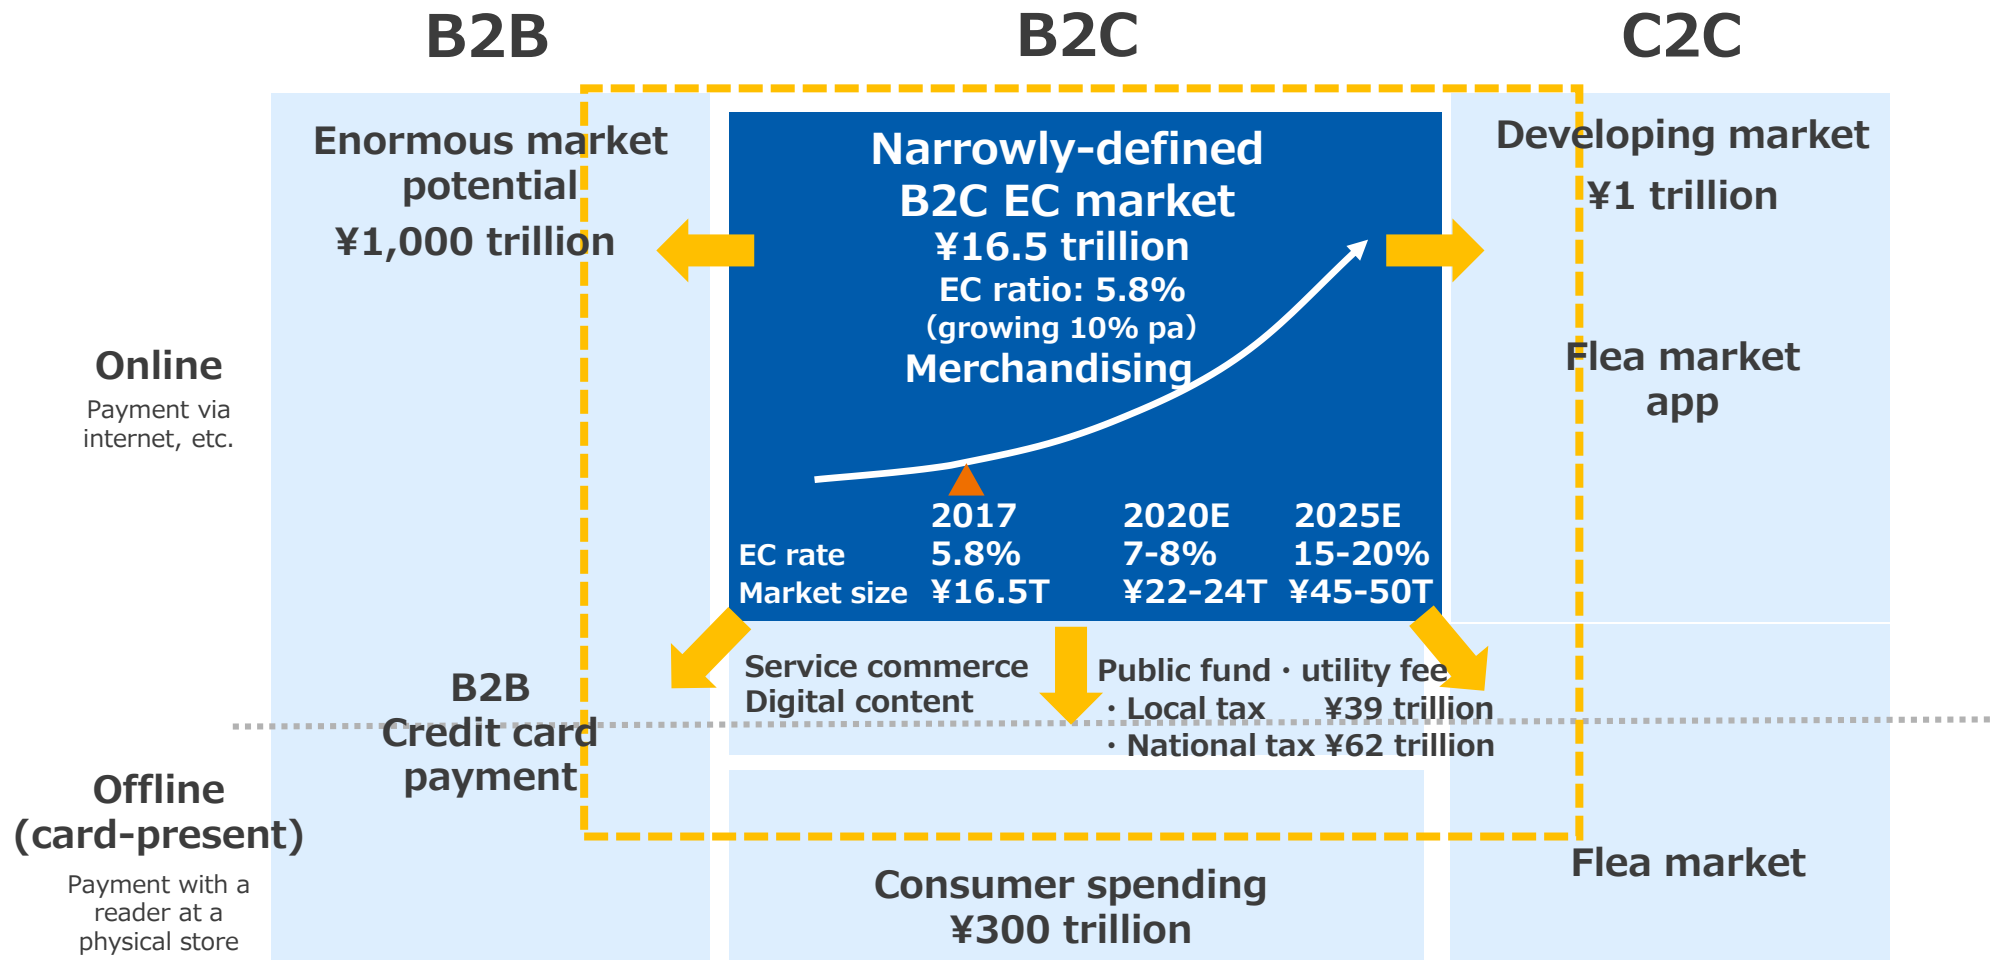 B2B
B2C
C2C
Enormous market
potential
¥1,000 trillion
Narrowly-defined
B2C EC market
¥16.5 trillion
EC ratio: 5.8%
（growing 10% pa）
Merchandising
Developing market
¥1 trillion
Flea market
app
Online
Payment via
internet, etc.
2017 2020E 2025E
EC rate 5.8% 7-8% 15-20%
Market size ¥16.5T ¥22-24T ¥45-50T
Service commerce
Digital content
Public fund・utility fee
・Local tax ¥39 trillion
・National tax ¥62 trillion
B2B
Credit card
payment
Offline
(card-present)
Payment with a
reader at a
physical store
Consumer spending
¥300 trillion
Flea market